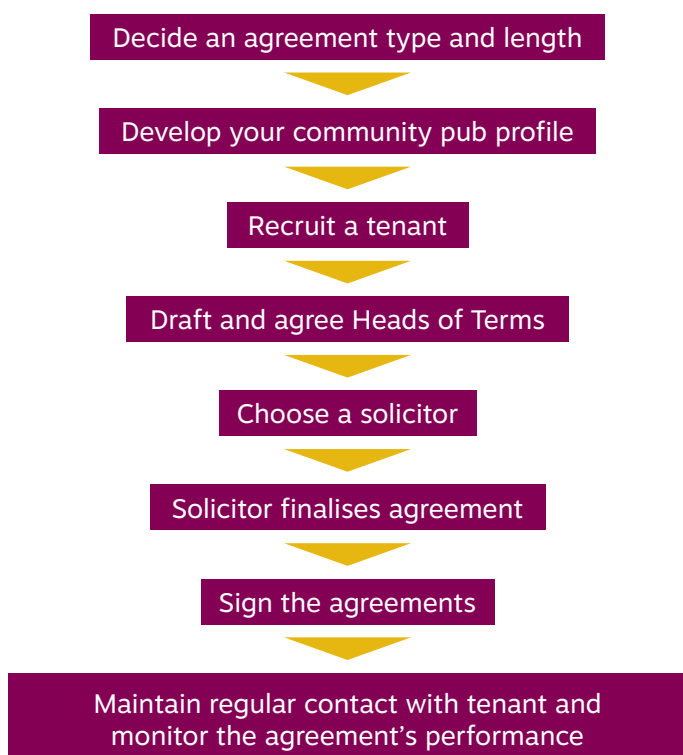 Decide an agreement type and length
Develop your community pub profile
Recruit a tenant
Draft and agree Heads of Terms
Choose a solicitor
Solicitor finalises agreement
Sign the agreements
Maintain regular contact with tenant and
monitor the agreement’s performance